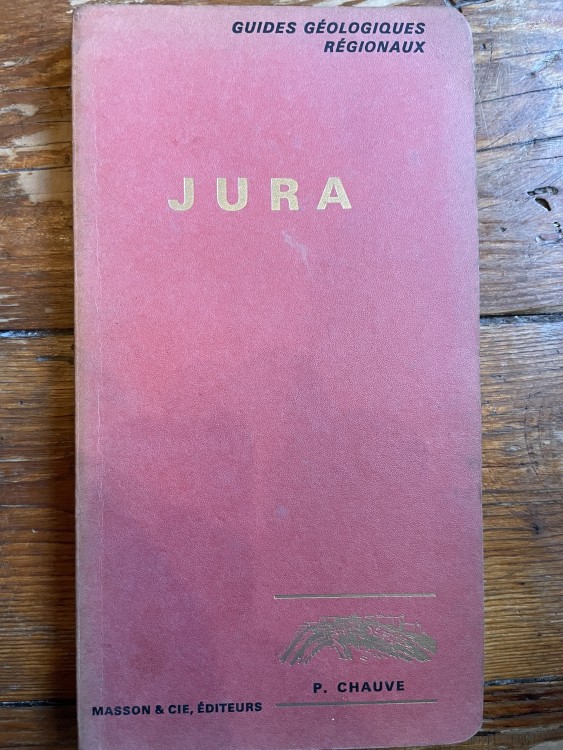 GUIDES GÉOLOGIQUES
RÉGIONAUX
JURA
P. CHAUVE
MASSON & CIE, ÉDITEURS